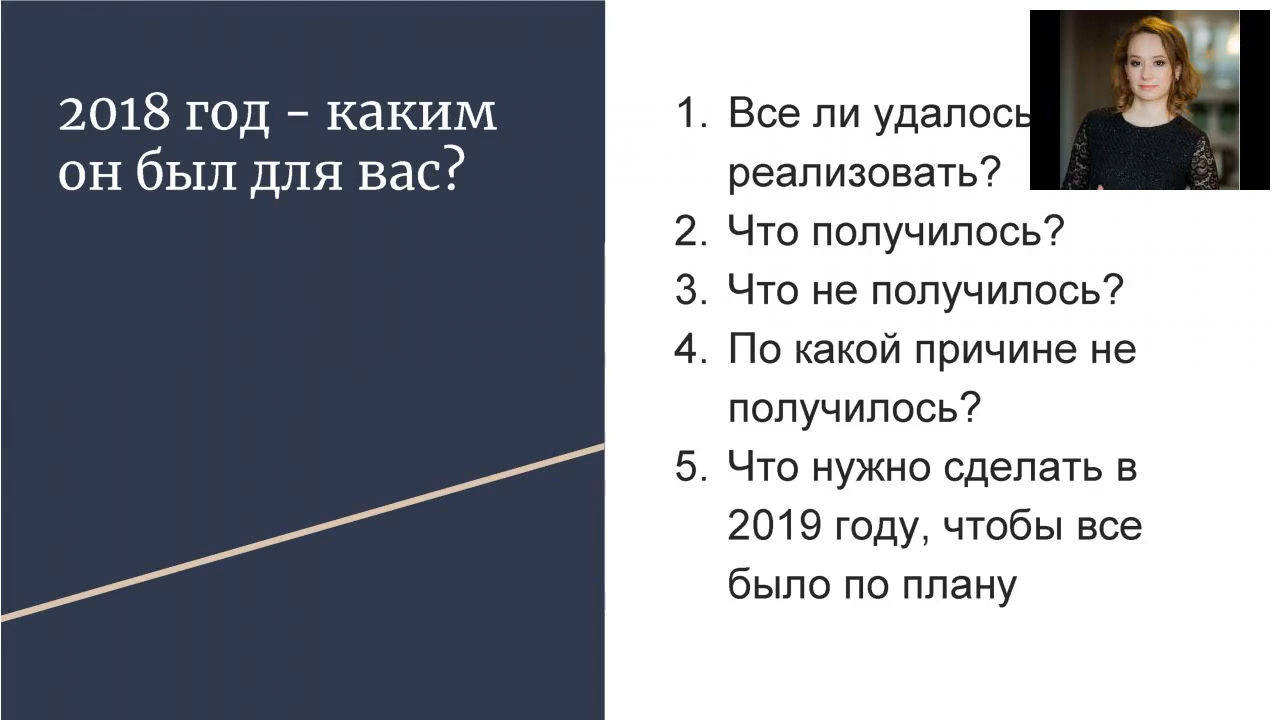 2018 год - каким
он был для вас?
1. Все ли удалось
реализовать?
2. Что получилось?
3. Что не получилось?
4. По какой причине не
получилось?
5. Что нужно сделать в
2019 году, чтобы все
было по плану